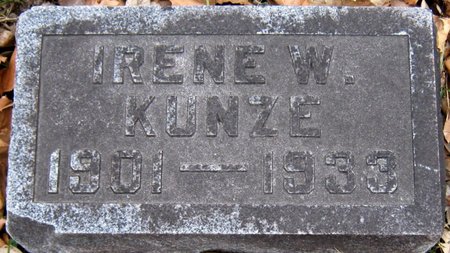 IRENE W.
KUNZE
1901 — 1933